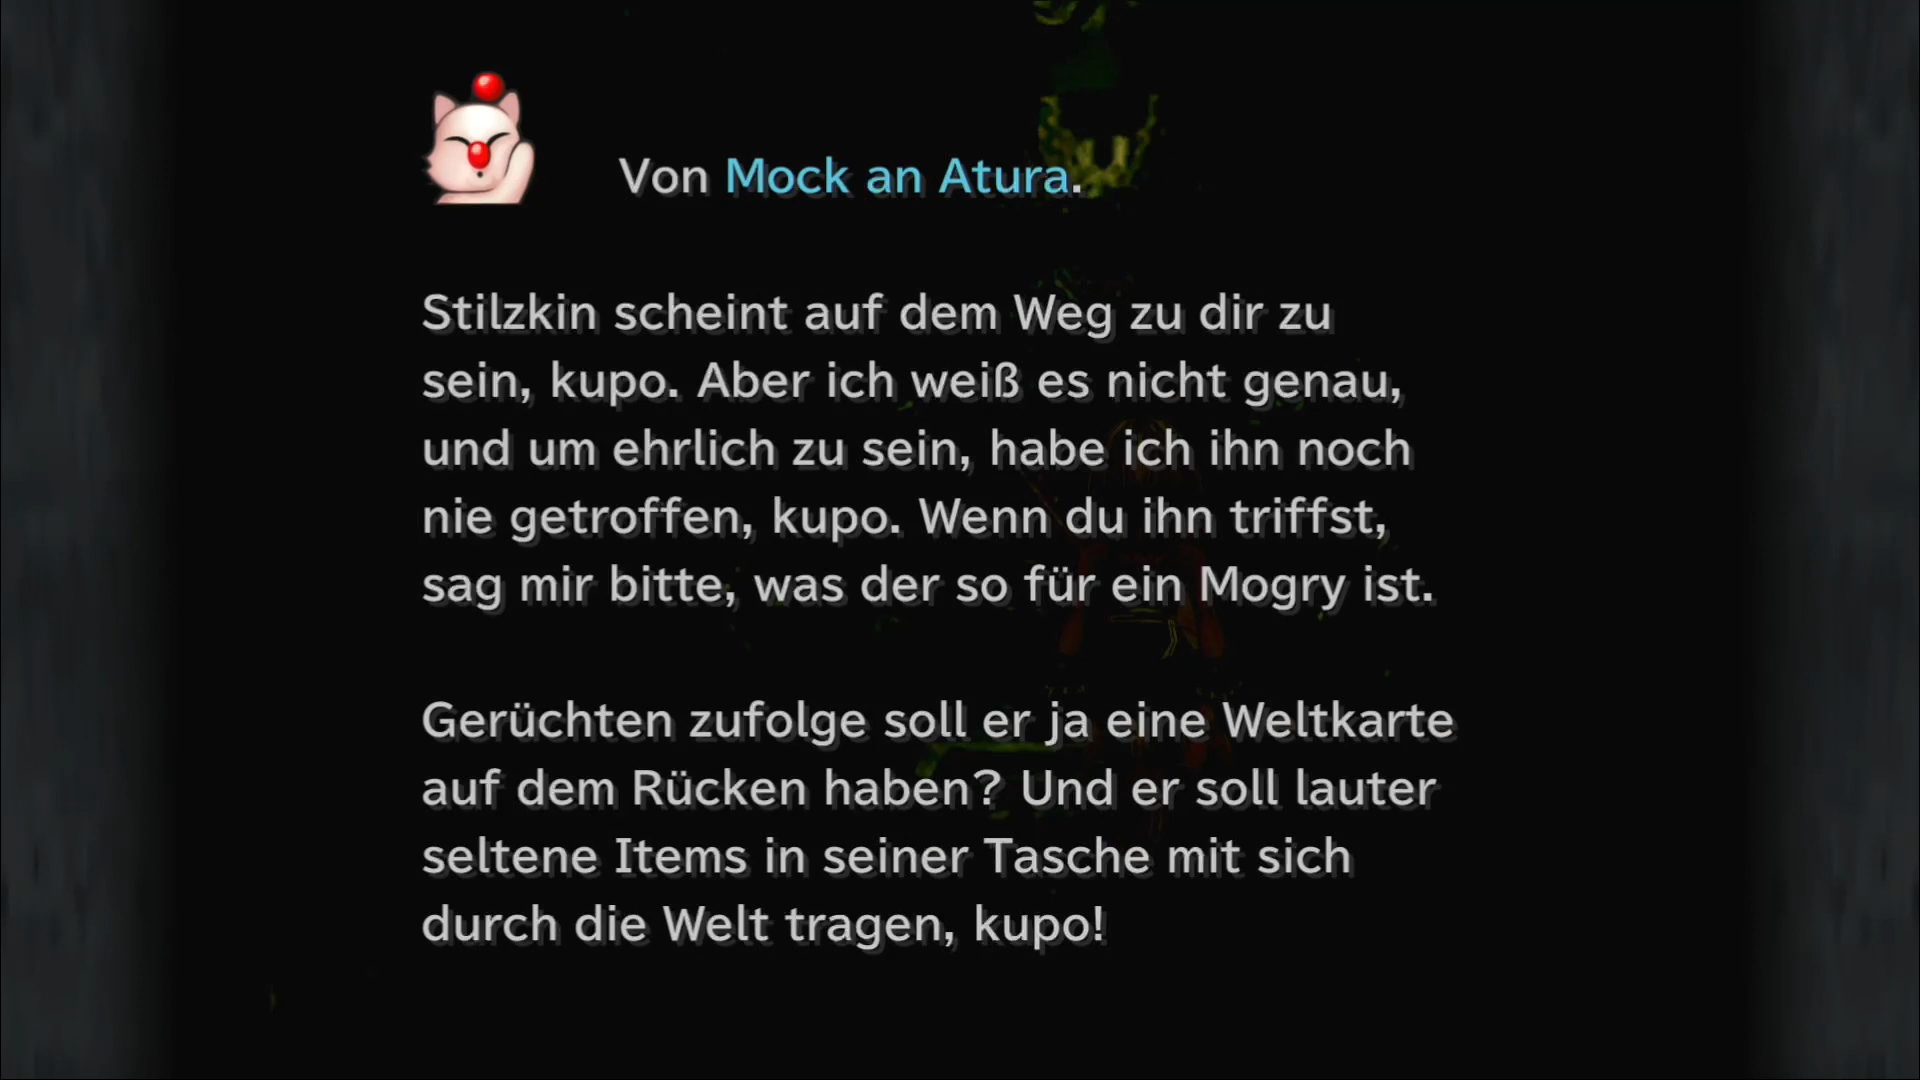 Von Mock an Atura.
Stilzkin scheint auf dem Weg zu dir zu
sein, kupo. Aber ich weiß es nicht genau,
und um ehrlich zu sein, habe ich ihn noch
nie getroffen, kupo. Wenn du ihn triffst,
sag mir bitte, was der so für ein Mogry ist.
Gerüchten zufolge soll er ja eine Weltkarte
auf dem Rücken haben? Und er soll lauter
seltene Items in seiner Tasche mit sich
durch die Welt tragen, kupo!